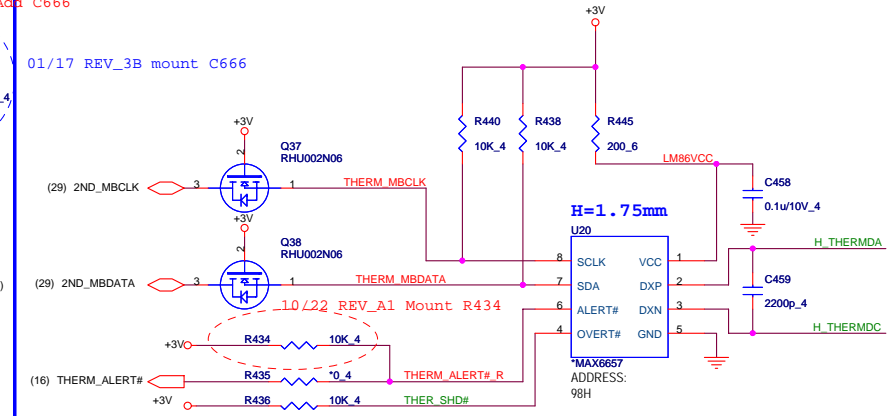 Add C666
01/17 REV_3B mount C666
+3V
R440
10K_4
R438
10K_4
R445
200_6
LM86VCC
+3V
2
Q37
RHU002N06
(29) 2ND_MBCLK
3
1
THERM_MBCLK
+3V
2
Q38
RHU002N06
(29) 2ND_MBDATA
3
1
THERM_MBDATA
C458
0.1u/10V_4
H=1.75mm
U20
8 SCLK
VCC 1
7 SDA
DXP 2
6 ALERT#
DXN 3
4 OVERT#
GND 5
*MAX6657
ADDRESS:
98H
H_THERMDA
C459
2200p_4
H_THERMDC
10/22 REV_A1 Mount R434
+3V
R434
10K_4
(16) THERM_ALERT#
R435
*0_4
THERM_ALERT#_R
+3V
R436
10K_4
THER_SHD#